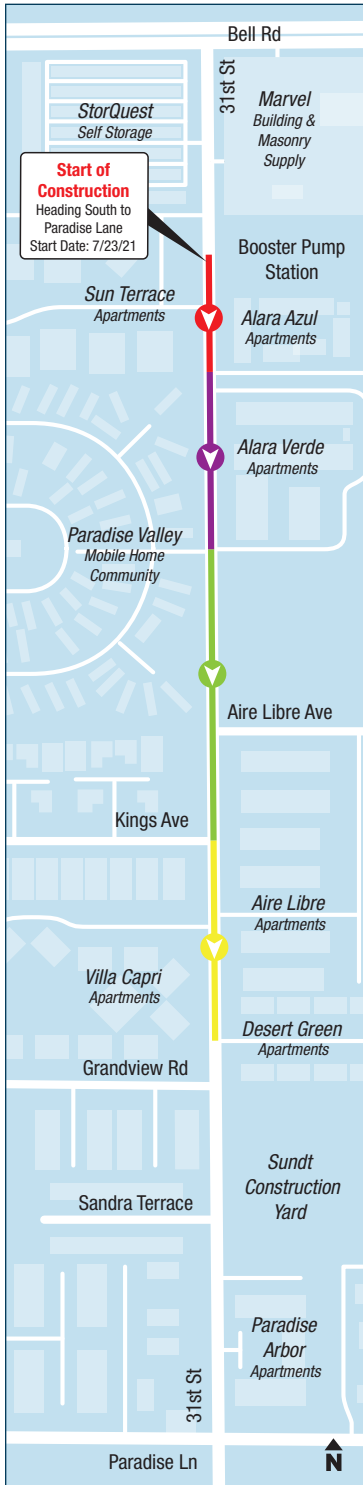 Bell Rd
31st St
StorQuest
Self Storage
Marvel
Building &
Masonry
Supply
Start of
Construction
Heading South to
Paradise Lane
Start Date: 7/23/21
Booster Pump
Station
Sun Terrace
Apartments
Alara Azul
Apartments
Alara Verde
Apartments
Paradise Valley
Mobile Home
Community
Aire Libre Ave
Kings Ave
Aire Libre
Apartments
Villa Capri
Apartments
Desert Green
Apartments
Grandview Rd
Sundt
Construction
Yard
Sandra Terrace
Paradise
Arbor
Apartments
31st St
Paradise Ln
N